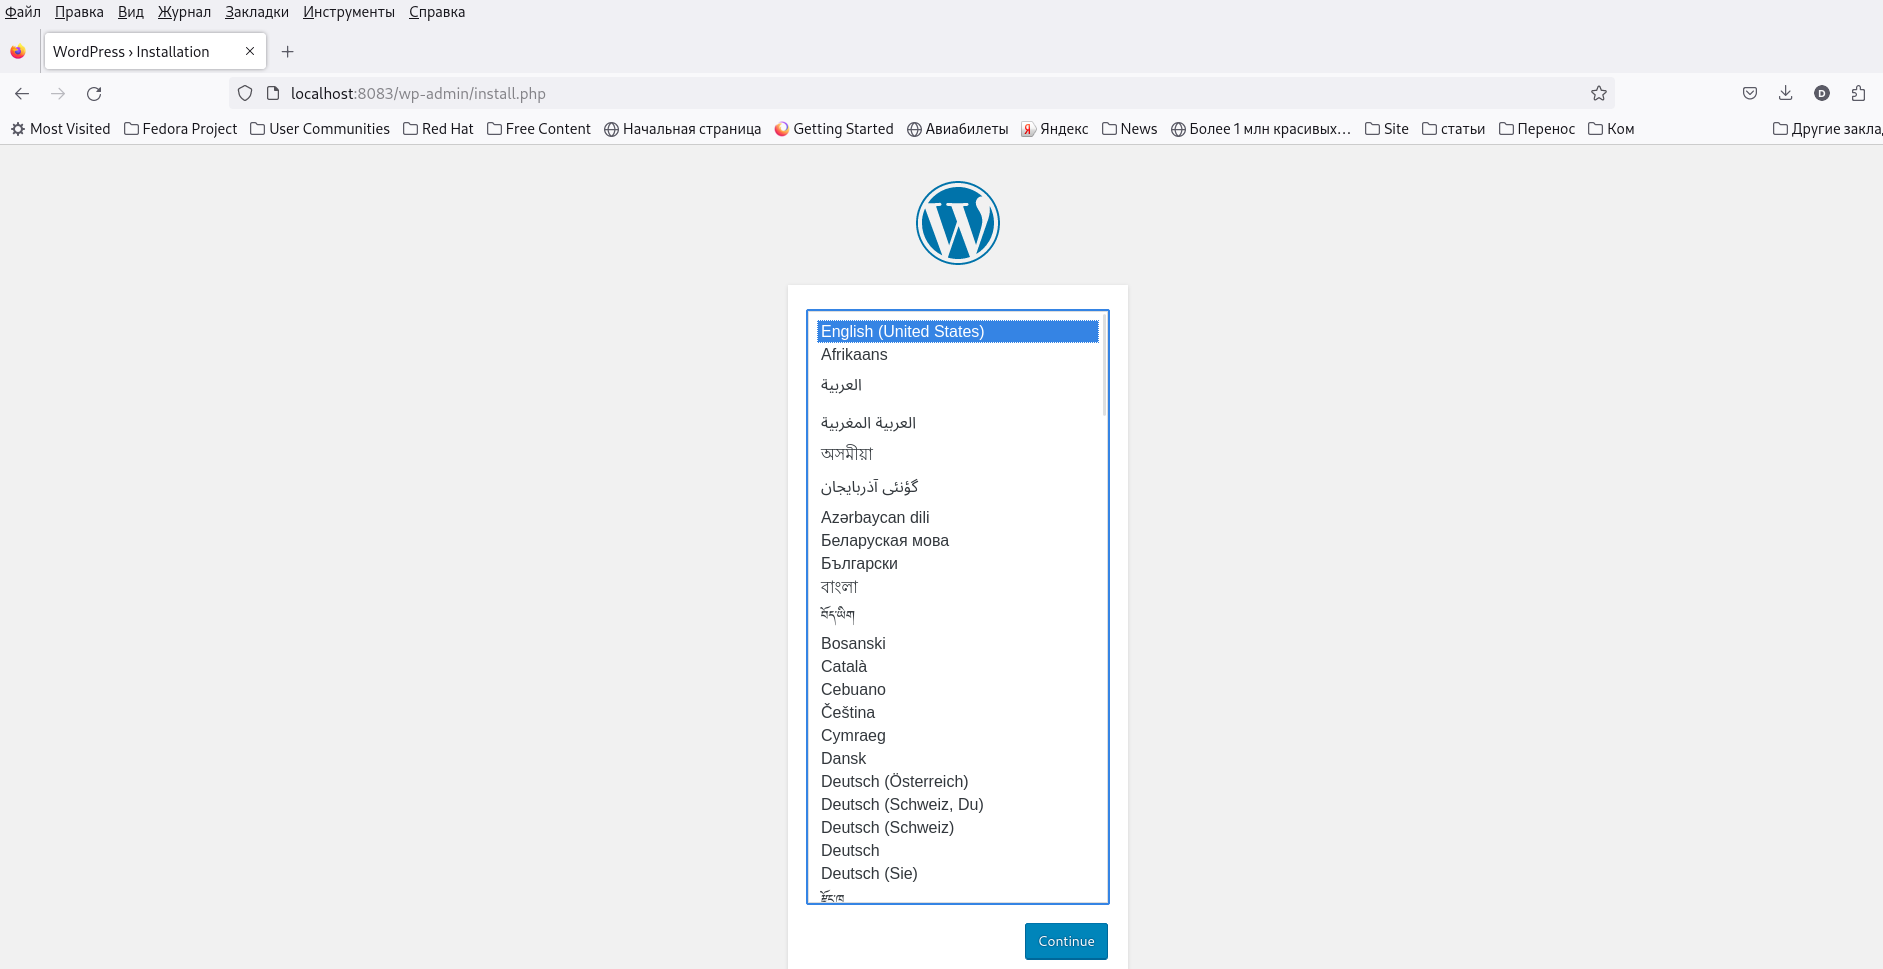 Файл Правка Вид Журнал Закладки Инструменты Справка
WordPress › Installation
localhost:8083/wp-admin/install.php
Most Visited Fedora Project User Communities Red Hat Free Content Начальная страница Getting Started Авиабилеты Яндекс News Более 1 млн красивых… Site статьи Перенос Ком Другие закла
English (United States)
Afrikaans
العربية
العربية المغربية
অসমীয়া
گؤنئی آذربایجان
Azərbaycan dili
Беларуская мова
Български
বাংলা
བོད་ཡིག
Bosanski
Català
Cebuano
Čeština
Cymraeg
Dansk
Deutsch (Österreich)
Deutsch (Schweiz, Du)
Deutsch (Schweiz)
Deutsch
Deutsch (Sie)
རྫོང་ཁ
Continue